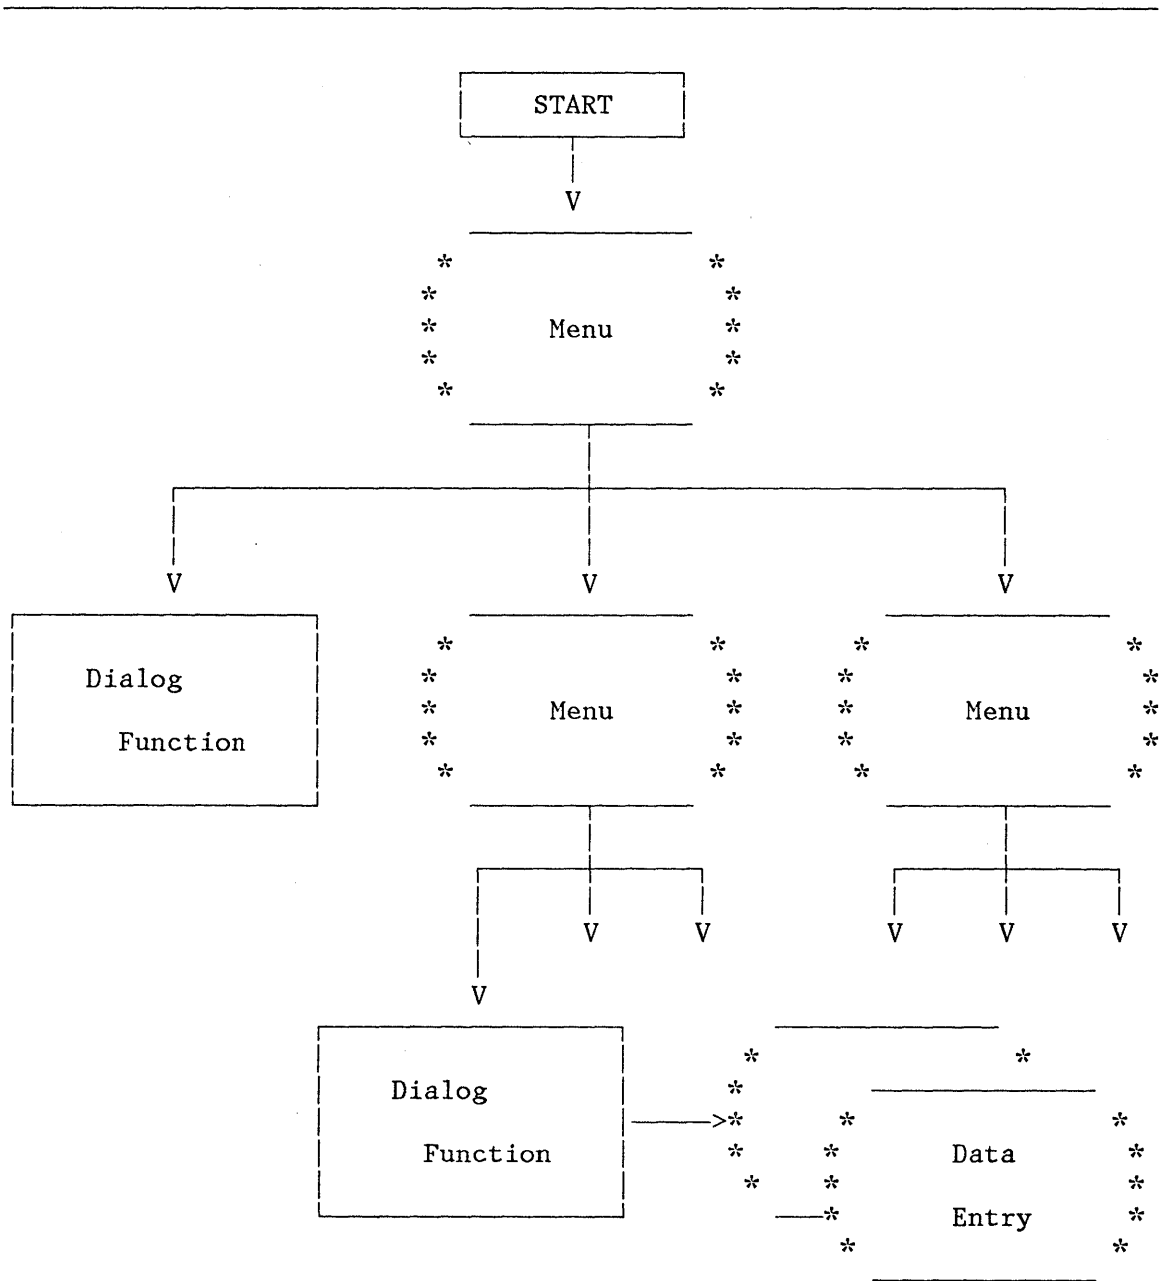 START
V
Menu
V V V
Dialog
Function
Menu
Menu
V V V V V
V
Dialog
Function
Data
Entry